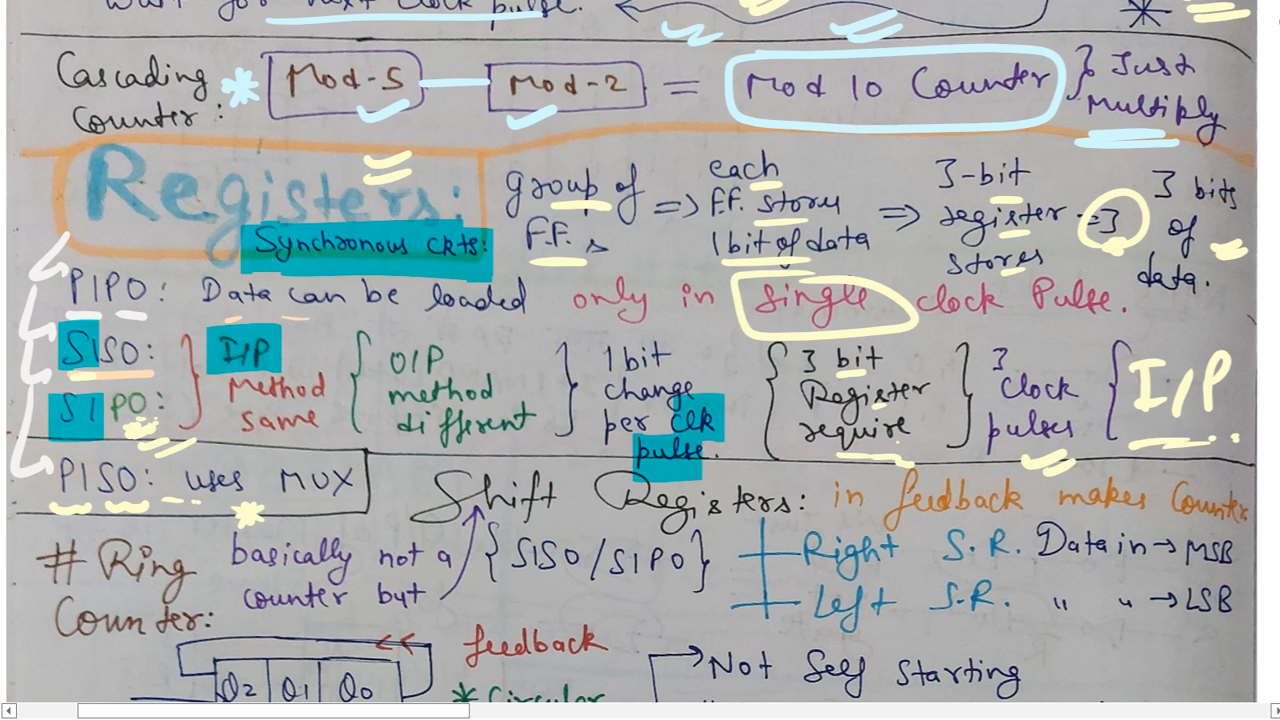 next clock pulse.
Cascading Counter: * Mod-5 — Mod-2 = Mod 10 Counter } Just Multiply
Registers: group of F.F.s => each F.F. stores 1 bit of data => 3-bit register stores => 3 bits of data.
Synchronous Ckts:
PIPO: Data can be loaded only in single clock Pulse.
SISO:
SIPO: } I/P Method same { O/P method different } 1 bit change per clk pulse. { 3 bit Register require } 3 Clock pulses { I/P
PISO: uses MUX
Shift Registers: in feedback makes Counter
{SISO/SIPO}
Right S.R. Data in → MSB
Left S.R. " " → LSB
# Ring Counter: basically not a counter but
feedback
Q2 Q1 Q0
* Circular
→ Not Self Starting